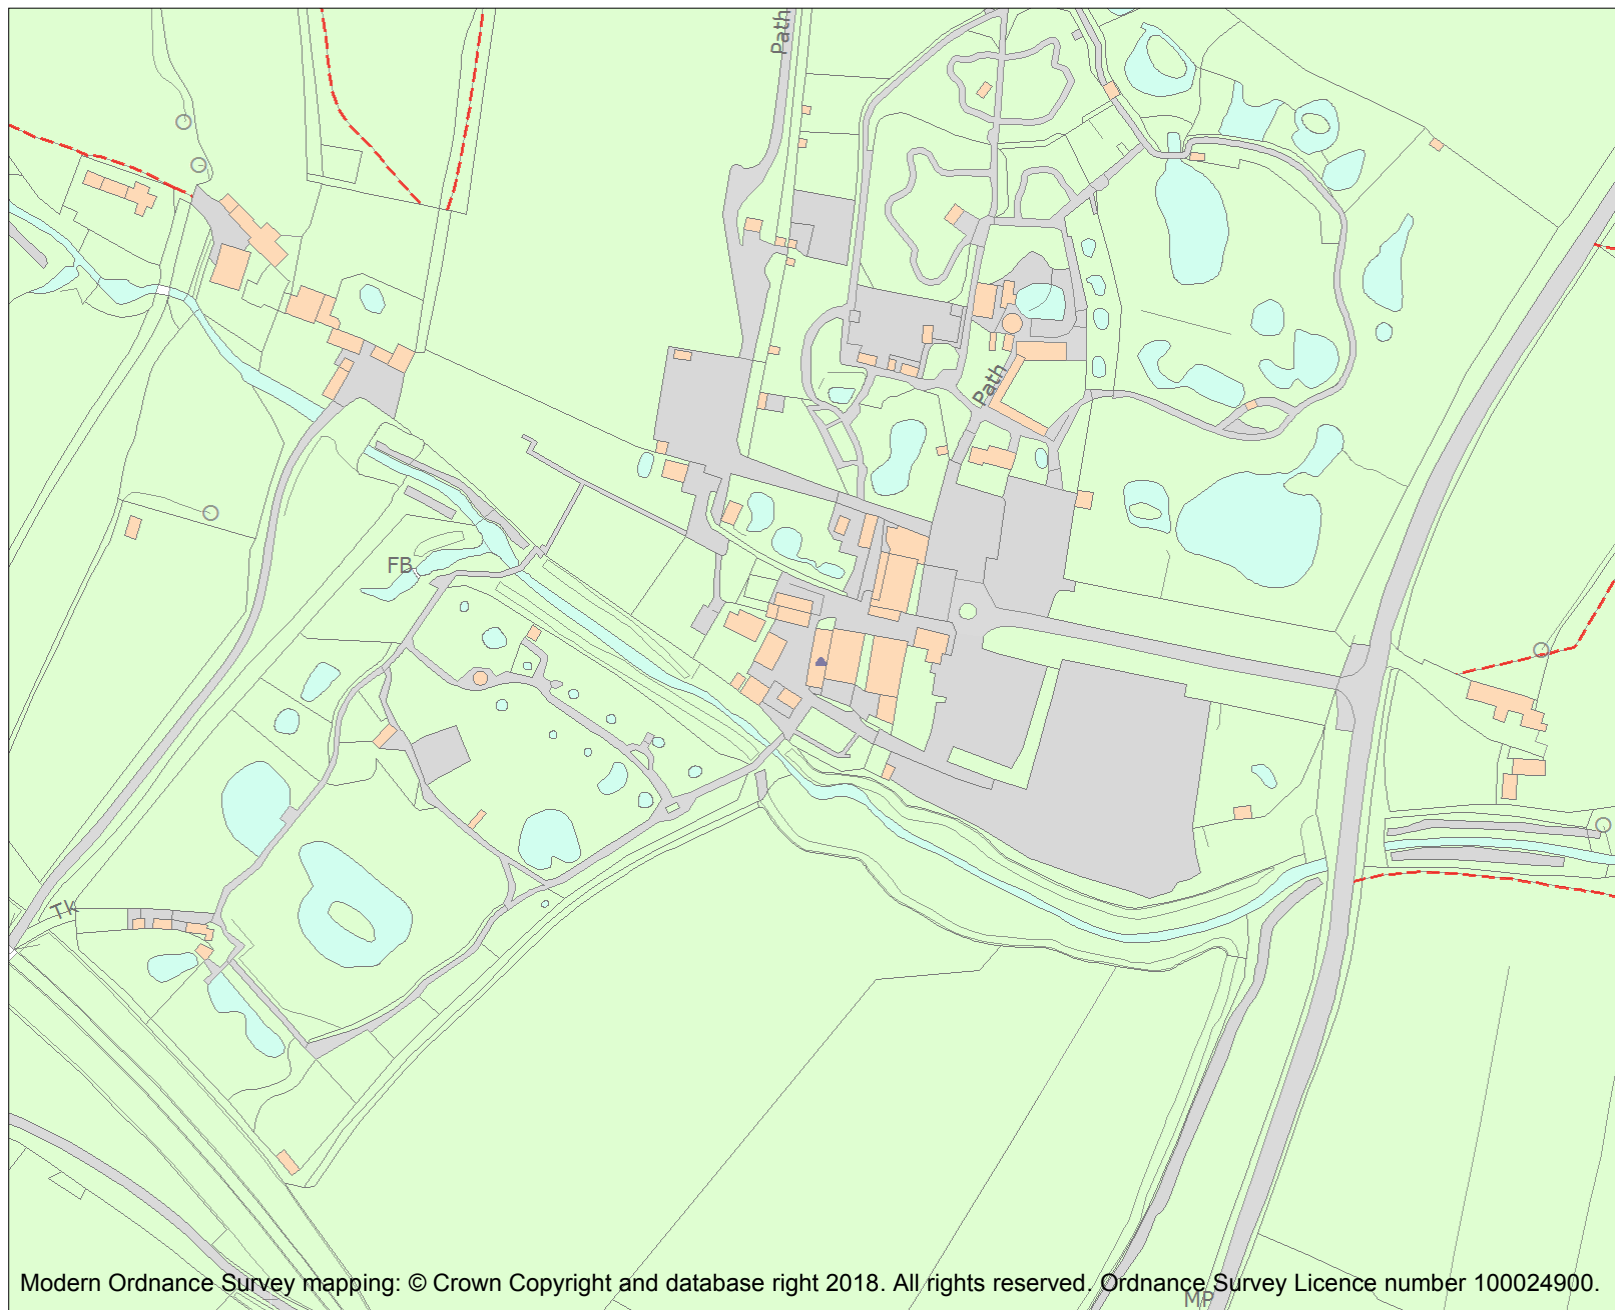 Path
Path
FB
Tk
Modern Ordnance Survey mapping: © Crown Copyright and database right 2018. All rights reserved. Ordnance Survey Licence number 100024900.
MP